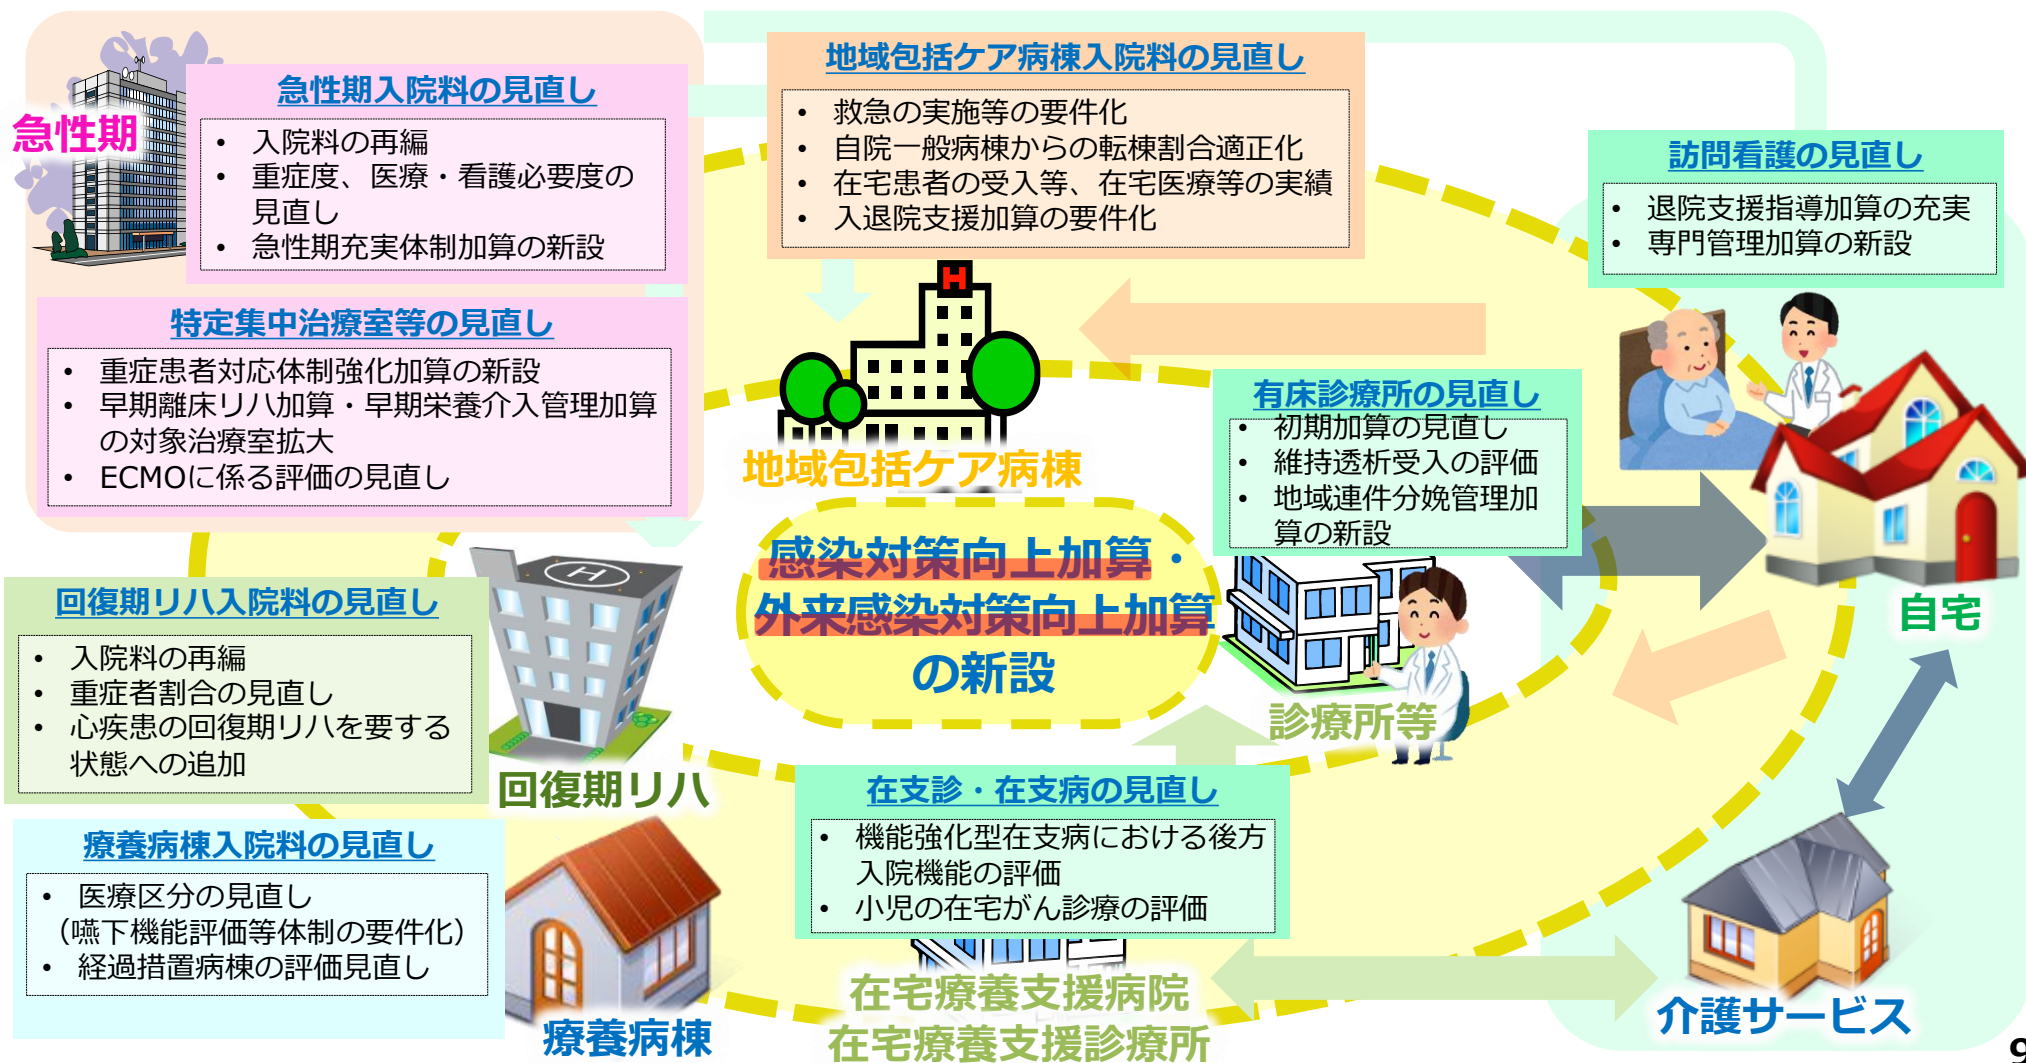 急性期
急性期入院料の見直し
• 入院料の再編
• 重症度、医療・看護必要度の
見直し
• 急性期充実体制加算の新設
特定集中治療室等の見直し
• 重症患者対応体制強化加算の新設
• 早期離床リハ加算・早期栄養介入管理加算
の対象治療室拡大
• ECMOに係る評価の見直し
地域包括ケア病棟入院料の見直し
• 救急の実施等の要件化
• 自院一般病棟からの転棟割合適正化
• 在宅患者の受入等、在宅医療等の実績
• 入退院支援加算の要件化
H
地域包括ケア病棟
訪問看護の見直し
• 退院支援指導加算の充実
• 専門管理加算の新設
有床診療所の見直し
• 初期加算の見直し
• 維持透析受入の評価
• 地域連件分娩管理加
算の新設
自宅
感染対策向上加算・
外来感染対策向上加算
の新設
診療所等
回復期リハ入院料の見直し
• 入院料の再編
• 重症者割合の見直し
• 心疾患の回復期リハを要する
状態への追加
H
回復期リハ
療養病棟入院料の見直し
• 医療区分の見直し
（嚥下機能評価等体制の要件化）
• 経過措置病棟の評価見直し
療養病棟
在支診・在支病の見直し
• 機能強化型在支病における後方
入院機能の評価
• 小児の在宅がん診療の評価
在宅療養支援病院
在宅療養支援診療所
介護サービス
9